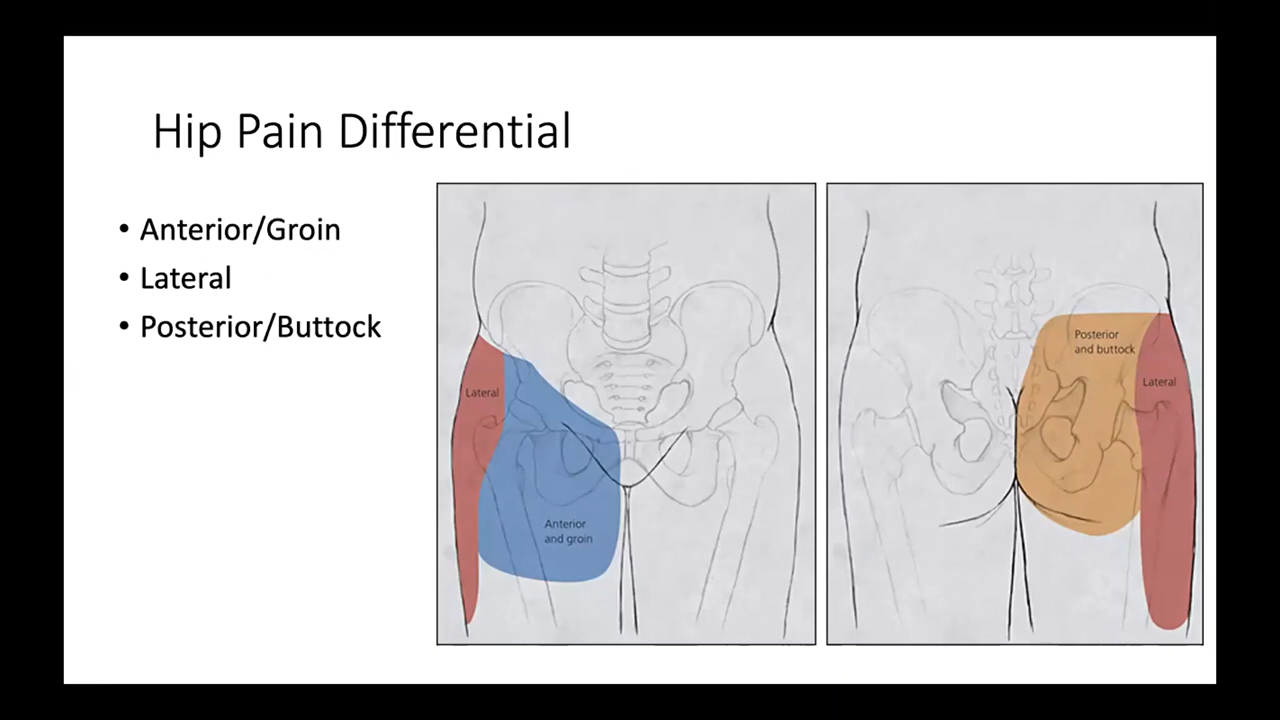 Hip Pain Differential
• Anterior/Groin
• Lateral
• Posterior/Buttock
Lateral
Anterior
and groin
Posterior
and buttock
Lateral